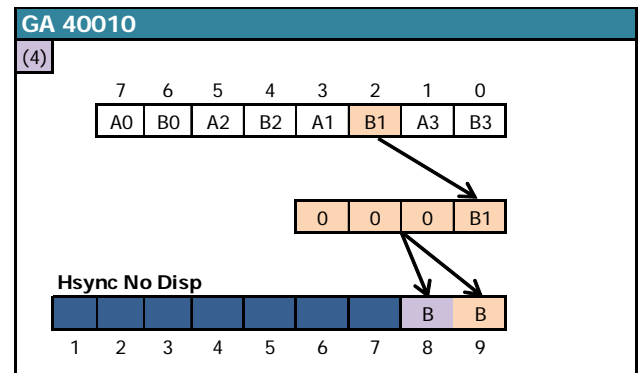 GA 40010
(4)
7 6 5 4 3 2 1 0
A0 B0 A2 B2 A1 B1 A3 B3
0 0 0 B1
Hsync No Disp
B B
1 2 3 4 5 6 7 8 9